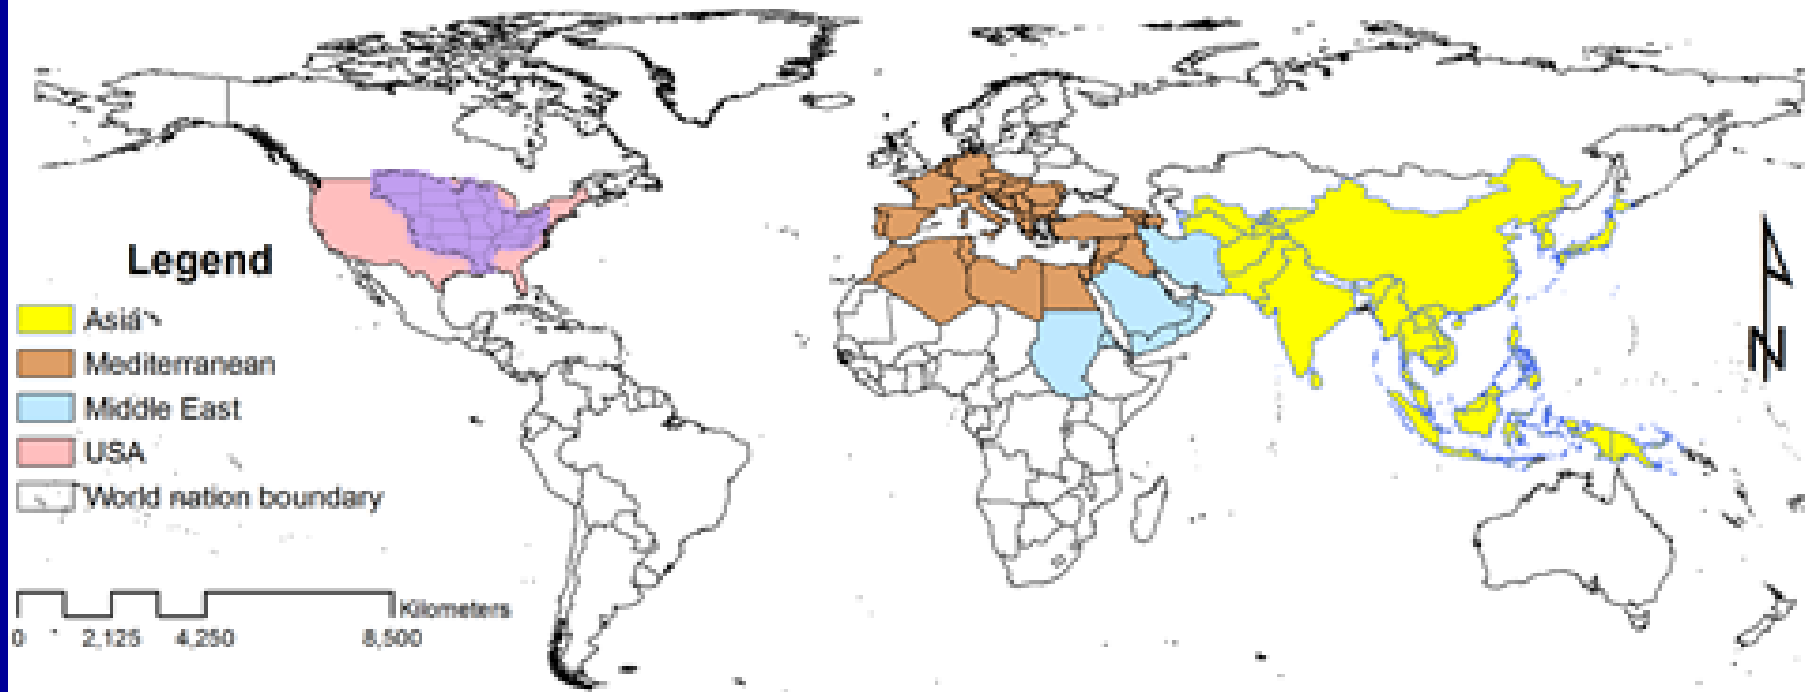 Legend
Asia
Mediterranean
Middle East
USA
World nation boundary
Kilometers
0 2,125 4,250 8,500
N